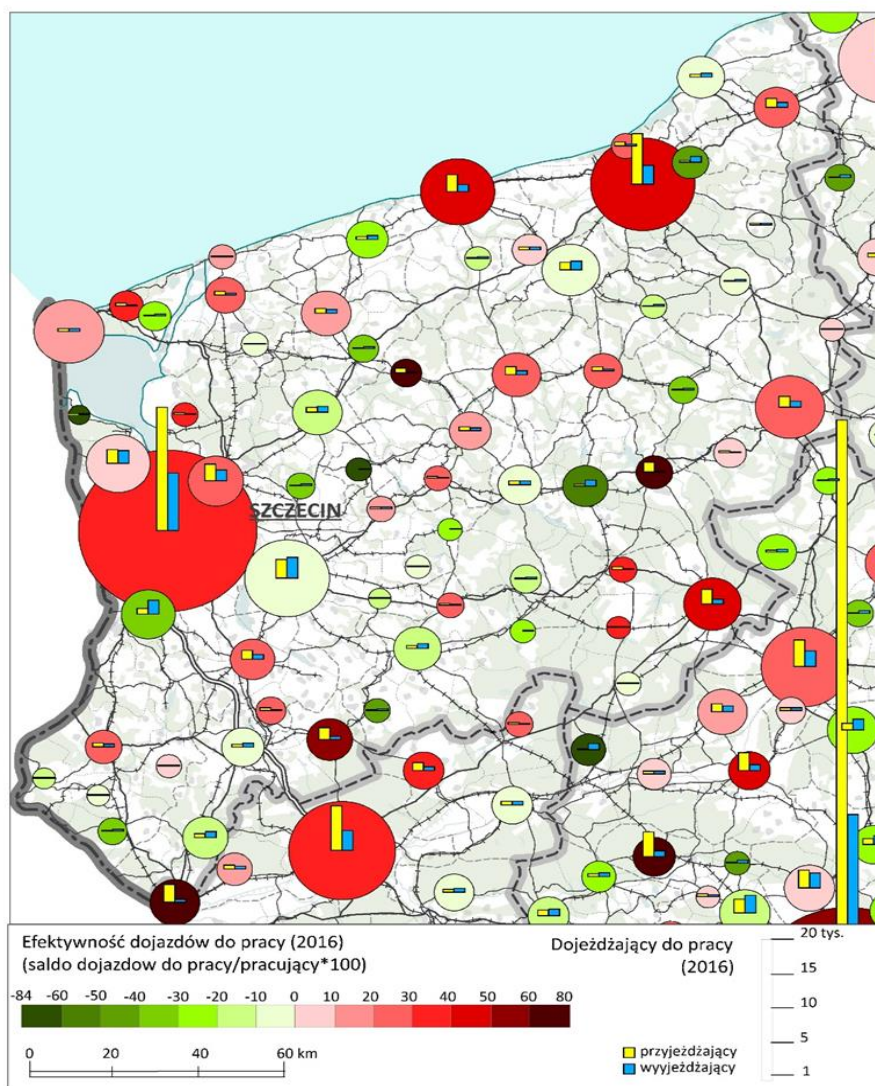 SZCZECIN
Efektywność dojazdów do pracy (2016)
(saldo dojazdow do pracy/pracujący*100)
-84 -60 -50 -40 -30 -20 -10 0 10 20 30 40 50 60 80
0 20 40 60 km
Dojeżdżający do pracy
(2016)
20 tys.
15
10
5
1
przyjeżdżający
wyyjeżdżający